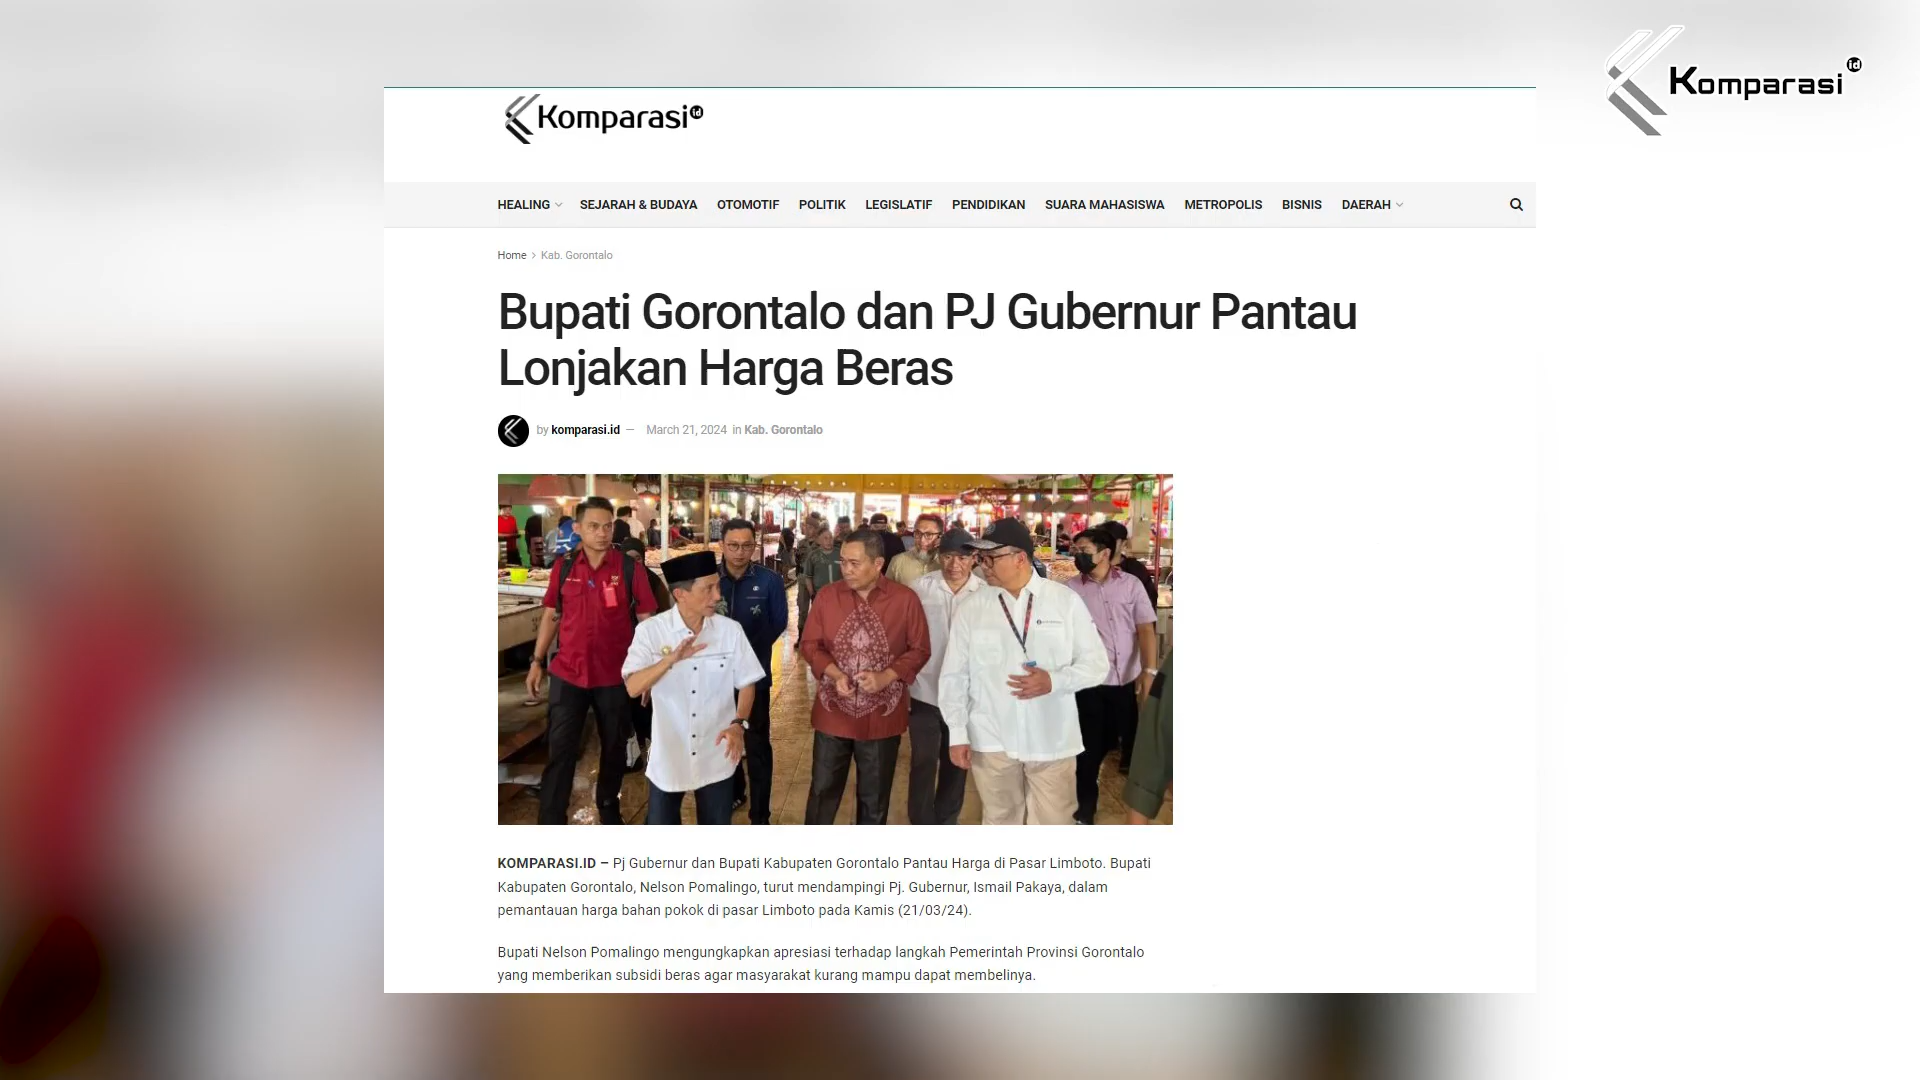 Komparasi id
Komparasi id
HEALING SEJARAH & BUDAYA OTOMOTIF POLITIK LEGISLATIF PENDIDIKAN SUARA MAHASISWA METROPOLIS BISNIS DAERAH
Home > Kab. Gorontalo
Bupati Gorontalo dan PJ Gubernur Pantau
Lonjakan Harga Beras
by komparasi.id — March 21, 2024 in Kab. Gorontalo
KOMPARASI.ID – Pj Gubernur dan Bupati Kabupaten Gorontalo Pantau Harga di Pasar Limboto. Bupati
Kabupaten Gorontalo, Nelson Pomalingo, turut mendampingi Pj. Gubernur, Ismail Pakaya, dalam
pemantauan harga bahan pokok di pasar Limboto pada Kamis (21/03/24).
Bupati Nelson Pomalingo mengungkapkan apresiasi terhadap langkah Pemerintah Provinsi Gorontalo
yang memberikan subsidi beras agar masyarakat kurang mampu dapat membelinya.